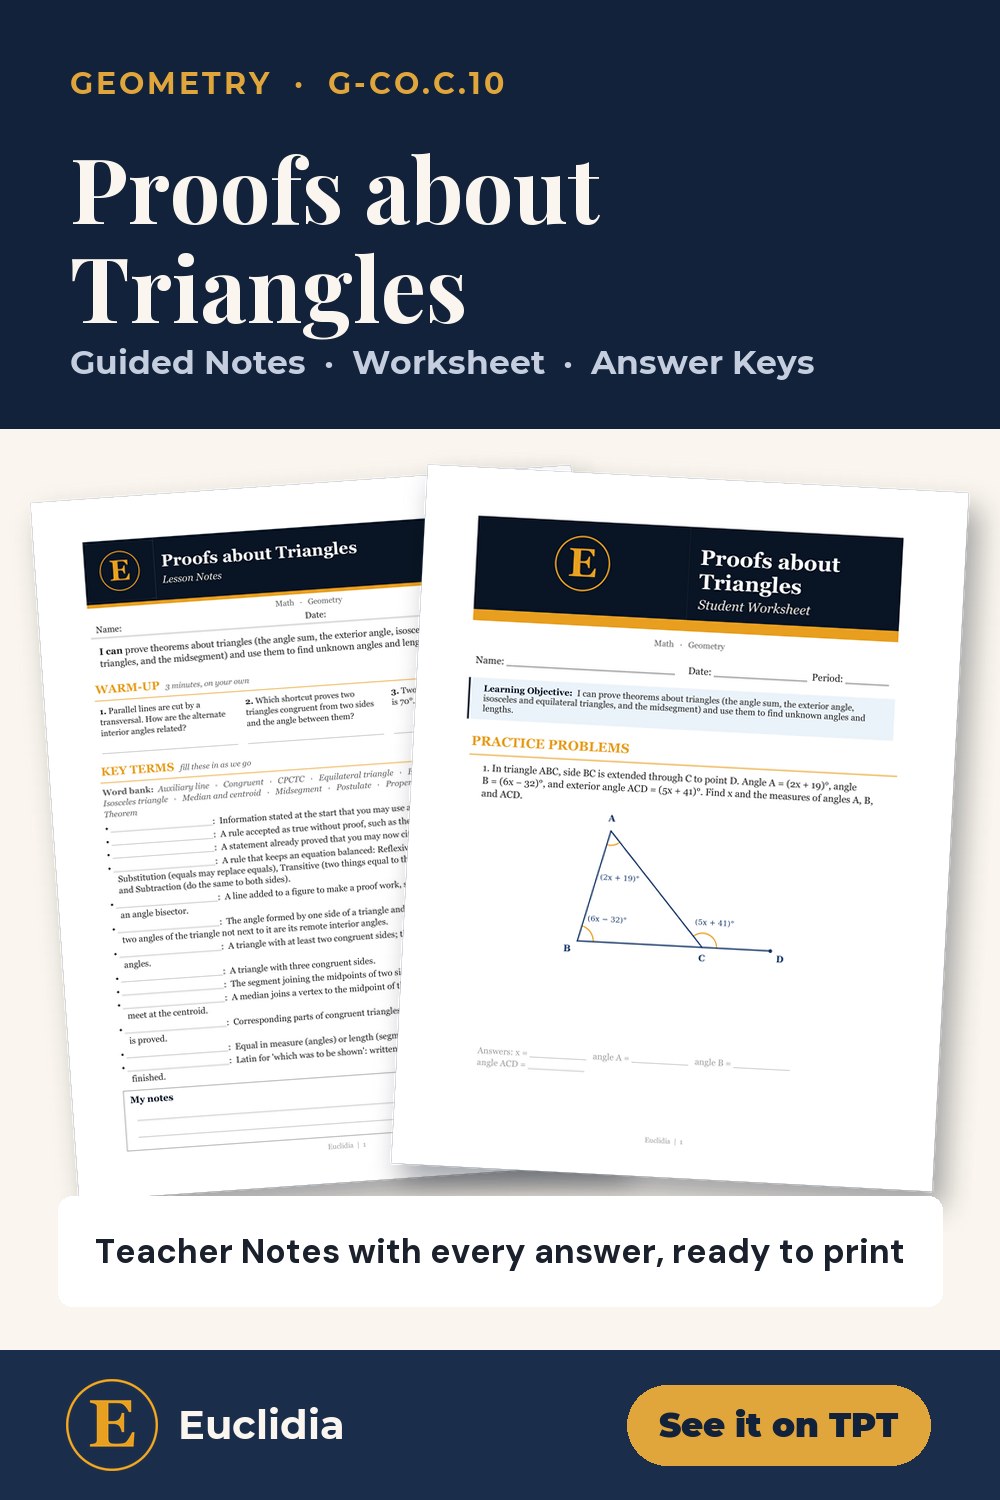 GEOMETRY · G-CO.C.10
Proofs about
Triangles
Guided Notes · Worksheet · Answer Keys
E
Proofs about Triangles
Lesson Notes
Math · Geometry
Name:
Date:
I can prove theorems about triangles (the angle sum, the exterior angle,
triangles, and the midsegment) and use them to find unknown angles and
WARM-UP 3 minutes, on your own
1. Parallel lines are cut by a
transversal. How are the alternate
interior angles related?
2. Which shortcut proves two
triangles congruent from two sides
and the angle between them?
3. Two
is 70°.
KEY TERMS fill these in as we go
Word bank: Auxiliary line · Congruent · CPCTC · Equilateral triangle ·
Isosceles triangle · Median and centroid · Midsegment · Postulate ·
Theorem
• : Information stated at the start that you may use
• : A rule accepted as true without proof, such as the
• : A statement already proved that you may now
• : A rule that keeps an equation balanced:
Substitution (equals may replace equals), Transitive (two things equal to
and Subtraction (do the same to both sides).
• : A line added to a figure to make a proof work,
an angle bisector.
• : The angle formed by one side of a triangle and
two angles of the triangle not next to it are its remote interior angles.
• : A triangle with at least two congruent sides;
angles.
• : A triangle with three congruent sides.
• : The segment joining the midpoints of two
• : A median joins a vertex to the midpoint of
meet at the centroid.
• : Corresponding parts of congruent triangles
is proved.
• : Equal in measure (angles) or length
• : Latin for 'which was to be shown': written
finished.
My notes
Euclidia | 1
E
Proofs about
Triangles
Student Worksheet
Math · Geometry
Name: Date: Period:
Learning Objective: I can prove theorems about triangles (the angle sum, the exterior angle,
isosceles and equilateral triangles, and the midsegment) and use them to find unknown angles and
lengths.
PRACTICE PROBLEMS
1. In triangle ABC, side BC is extended through C to point D. Angle A = (2x + 19)°, angle
B = (6x − 32)°, and exterior angle ACD = (5x + 41)°. Find x and the measures of angles A, B,
and ACD.
A
(2x + 19)°
(6x − 32)°
(5x + 41)°
B
C
D
Answers: x = angle A = angle B =
angle ACD =
Euclidia | 1
Teacher Notes with every answer, ready to print
E
Euclidia
See it on TPT